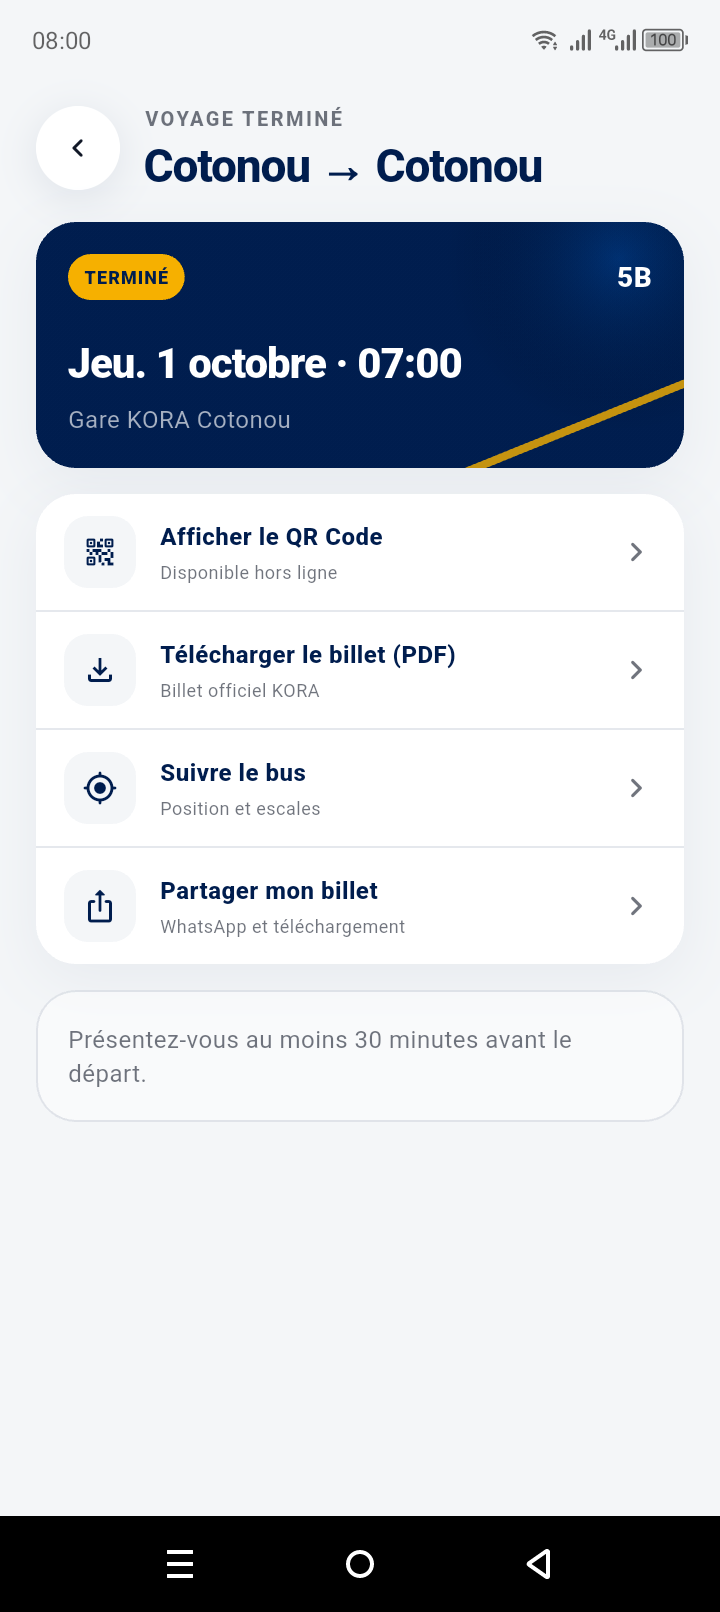 08:00
4G
100
VOYAGE TERMINÉ
Cotonou → Cotonou
TERMINÉ
5B
Jeu. 1 octobre · 07:00
Gare KORA Cotonou
Afficher le QR Code
Disponible hors ligne
Télécharger le billet (PDF)
Billet officiel KORA
Suivre le bus
Position et escales
Partager mon billet
WhatsApp et téléchargement
Présentez-vous au moins 30 minutes avant le
départ.